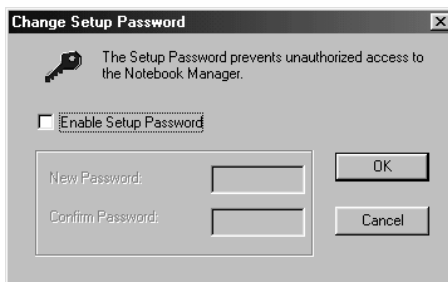 Change Setup Password
The Setup Password prevents unauthorized access to
the Notebook Manager.
Enable Setup Password
New Password:
OK
Confirm Password:
Cancel